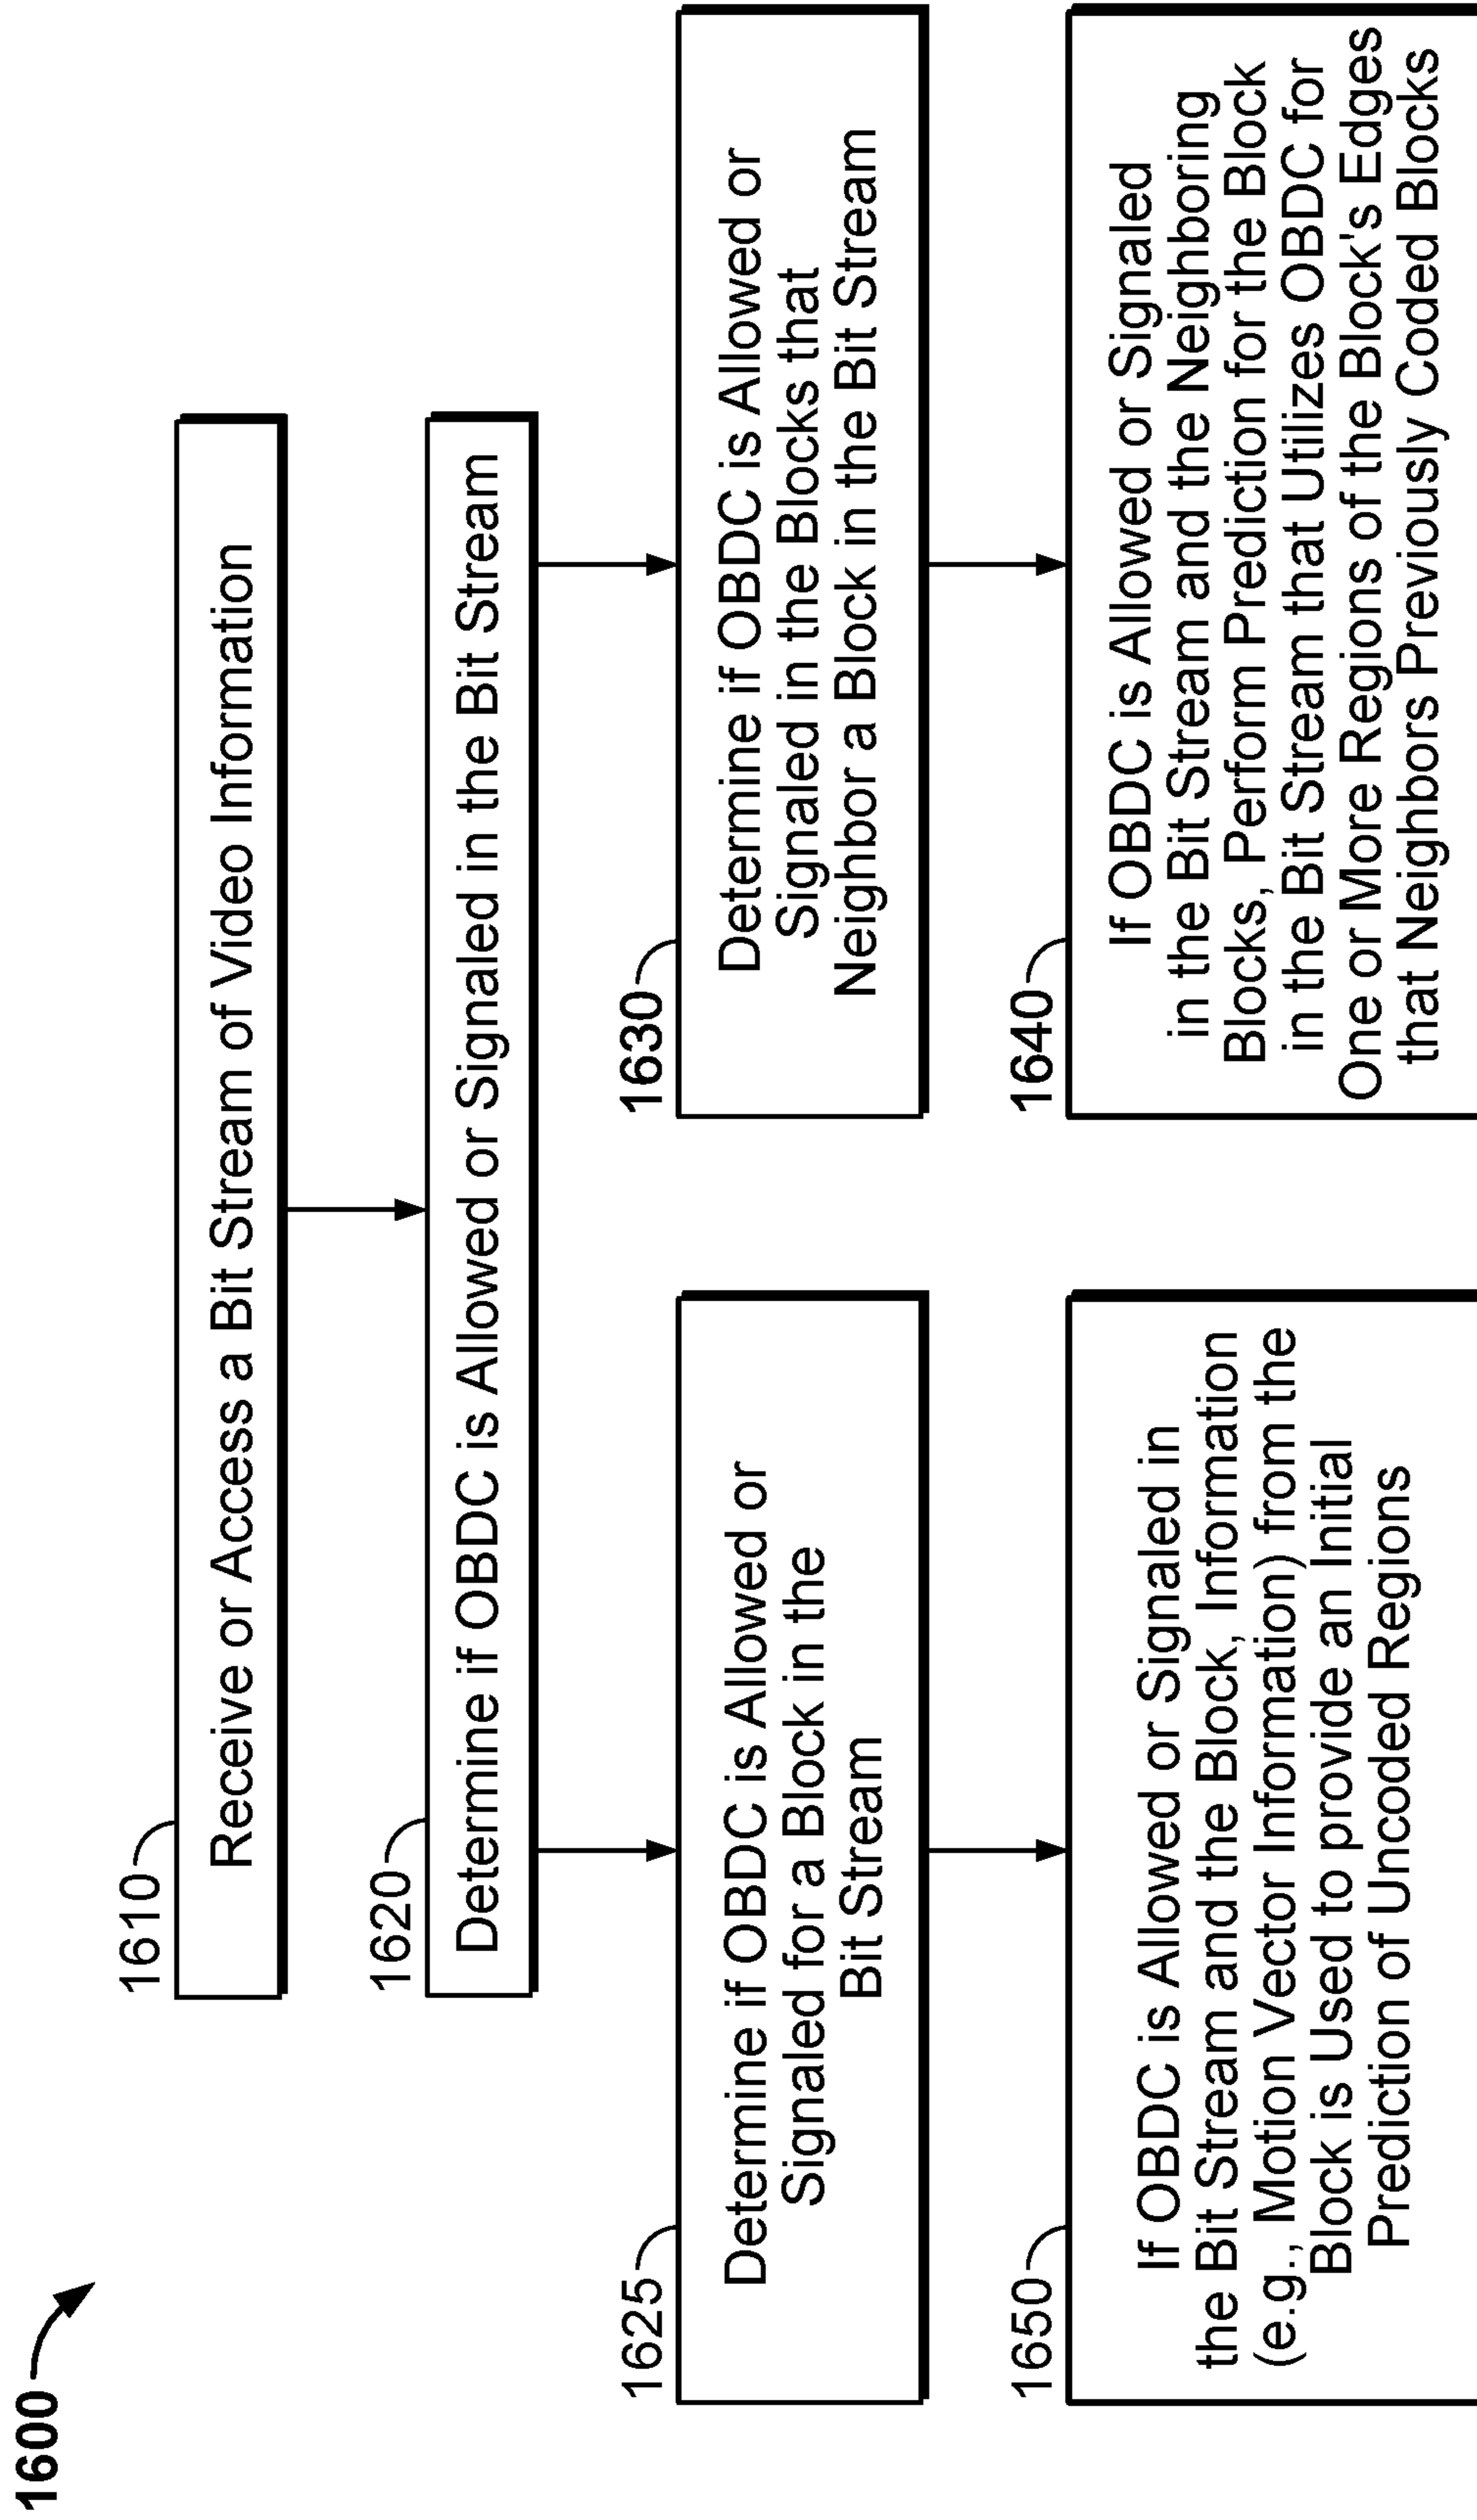 1600
1610
Receive or Access a Bit Stream of Video Information
1620
Determine if OBDC is Allowed or Signaled in the Bit Stream
1625
Determine if OBDC is Allowed or
Signaled for a Block in the
Bit Stream
1630
Determine if OBDC is Allowed or
Signaled in the Blocks that
Neighbor a Block in the Bit Stream
1650
If OBDC is Allowed or Signaled in
the Bit Stream and the Block, Information
(e.g., Motion Vector Information) from the
Block is Used to provide an Initial
Prediction of Uncoded Regions
1640
If OBDC is Allowed or Signaled
in the Bit Stream and the Neighboring
Blocks, Perform Prediction for the Block
in the Bit Stream that Utilizes OBDC for
One or More Regions of the Block's Edges
that Neighbors Previously Coded Blocks